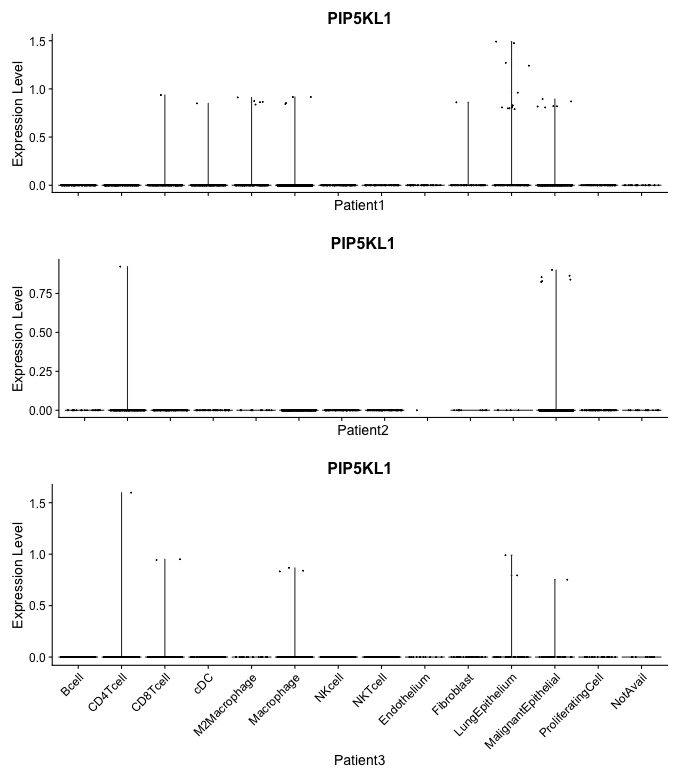 PIP5KL1
Expression Level
1.5
1.0
0.5
0.0
Patient1
PIP5KL1
Expression Level
0.75
0.50
0.25
0.00
Patient2
PIP5KL1
Expression Level
1.5
1.0
0.5
0.0
Bcell
CD4Tcell
CD8Tcell
cDC
M2Macrophage
Macrophage
NKcell
NKTcell
Endothelium
Fibroblast
LungEpithelium
MalignantEpithelial
ProliferatingCell
NotAvail
Patient3